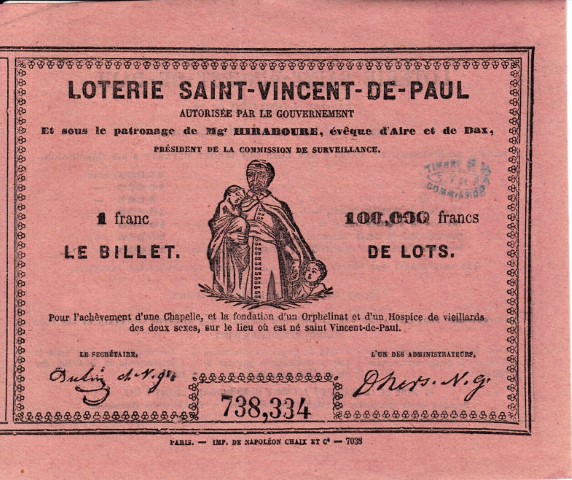 LOTERIE SAINT-VINCENT-DE-PAUL
AUTORISÉE PAR LE GOUVERNEMENT
Et sous le patronage de Mgr HIRABOURE, évêque d'Aire et de Dax,
PRÉSIDENT DE LA COMMISSION DE SURVEILLANCE.
TIMBRE
COMMISSION
1 franc
LE BILLET.
100,000 francs
DE LOTS.
Pour l'achèvement d'une Chapelle, et la fondation d'un Orphelinat et d'un Hospice de vieillards
des deux sexes, sur le lieu où est né saint Vincent-de-Paul.
LE SECRÉTAIRE,
L'UN DES ADMINISTRATEURS,
738,334
PARIS. — IMP. DE NAPOLÉON CHAIX ET Cie — 7038